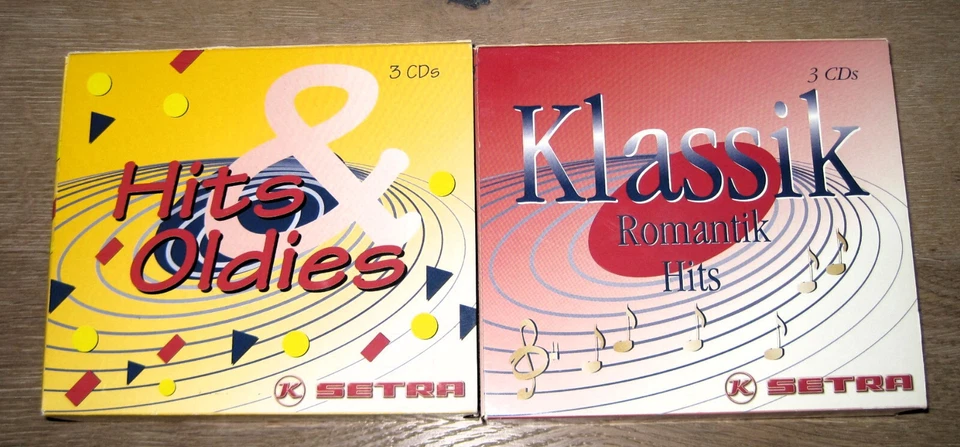 3 CDs
Hits
&
Oldies
K SETRA
3 CDs
Klassik
Romantik
Hits
K SETRA